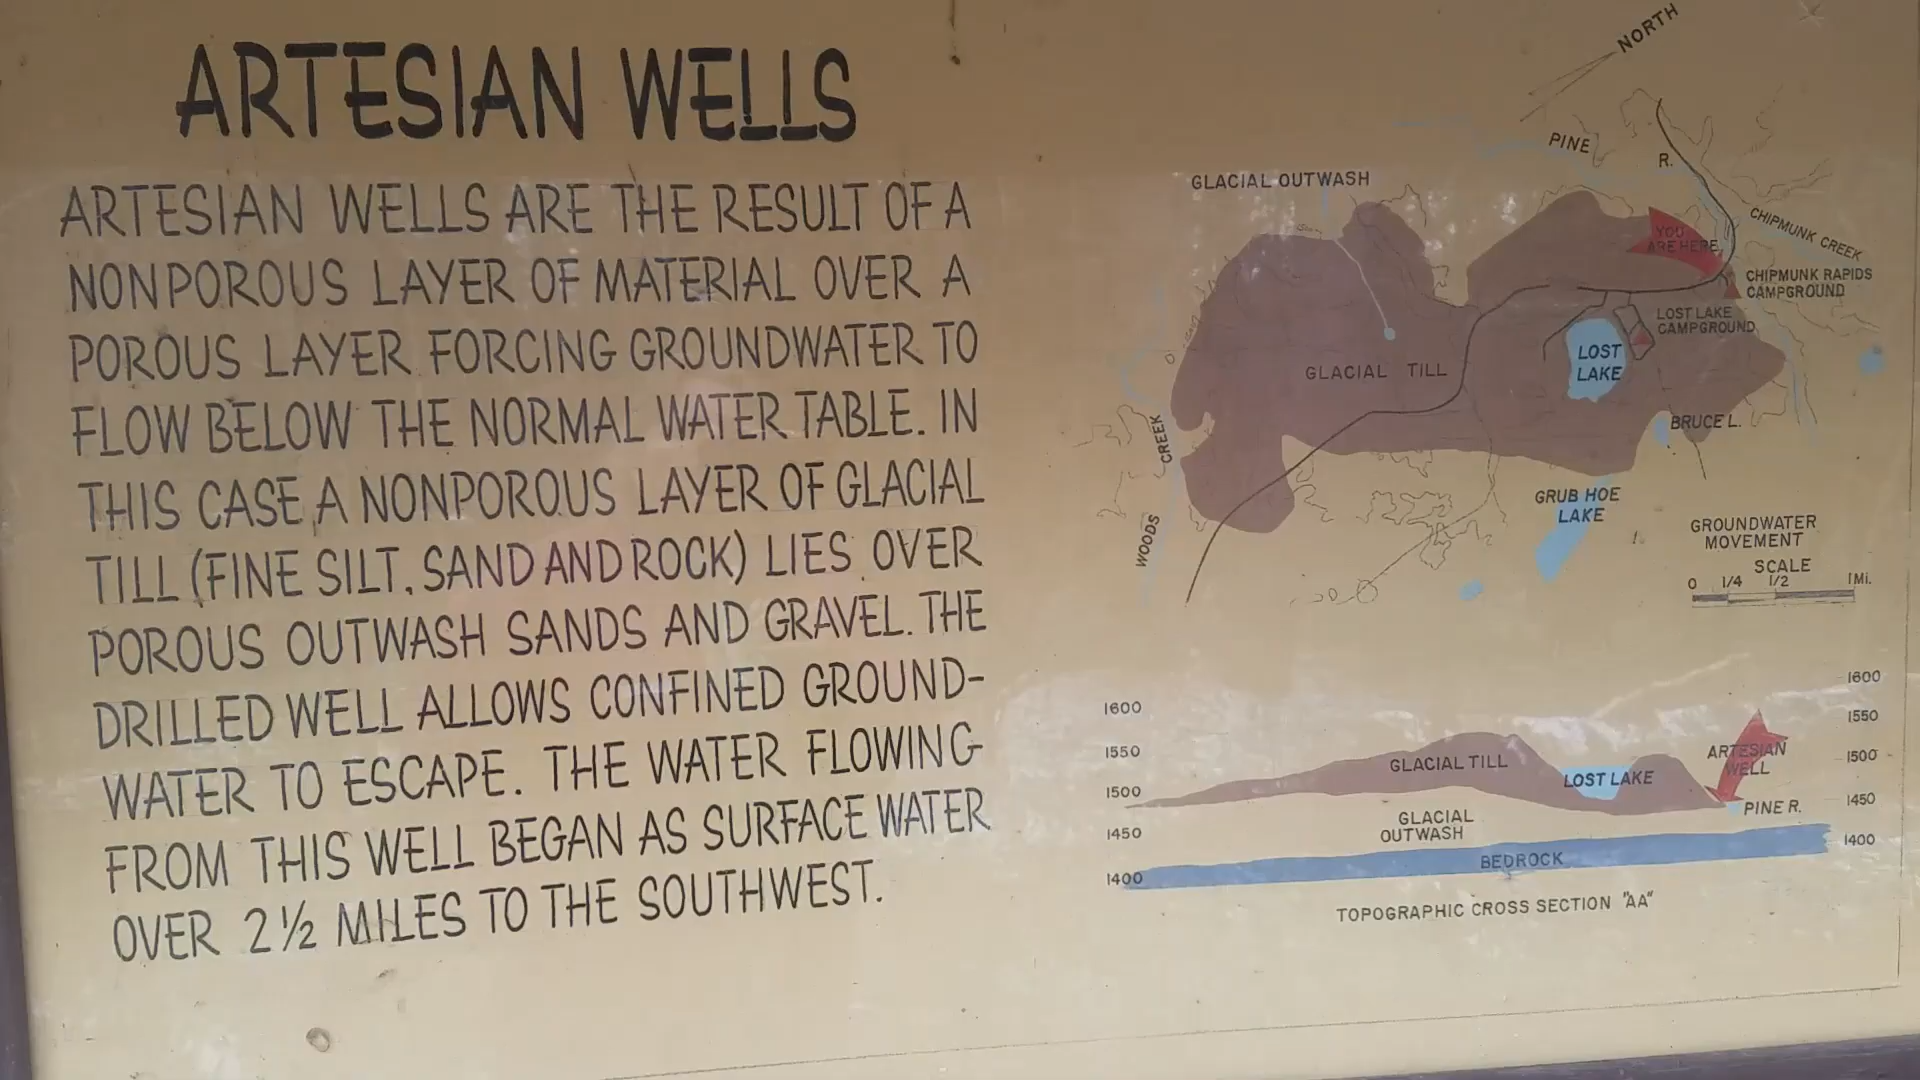 ARTESIAN WELLS
ARTESIAN WELLS ARE THE RESULT OF A
NONPOROUS LAYER OF MATERIAL OVER A
POROUS LAYER FORCING GROUNDWATER TO
FLOW BELOW THE NORMAL WATER TABLE. IN
THIS CASE A NONPOROUS LAYER OF GLACIAL
TILL (FINE SILT, SAND AND ROCK) LIES OVER
POROUS OUTWASH SANDS AND GRAVEL. THE
DRILLED WELL ALLOWS CONFINED GROUND-
WATER TO ESCAPE. THE WATER FLOWING
FROM THIS WELL BEGAN AS SURFACE WATER
OVER 2 ½ MILES TO THE SOUTHWEST.
NORTH
PINE R.
GLACIAL OUTWASH
CHIPMUNK CREEK
YOU
ARE HERE
CHIPMUNK RAPIDS
CAMPGROUND
LOST LAKE
CAMPGROUND
LOST
LAKE
GLACIAL TILL
BRUCE L.
WOODS CREEK
GRUB HOE
LAKE
GROUNDWATER
MOVEMENT
SCALE
0 1/4 1/2 1 Mi.
1600
1550
1500
1450
1400
GLACIAL TILL
LOST LAKE
ARTESIAN
WELL
PINE R.
GLACIAL
OUTWASH
BEDROCK
1600
1550
1500
1450
1400
TOPOGRAPHIC CROSS SECTION "AA"